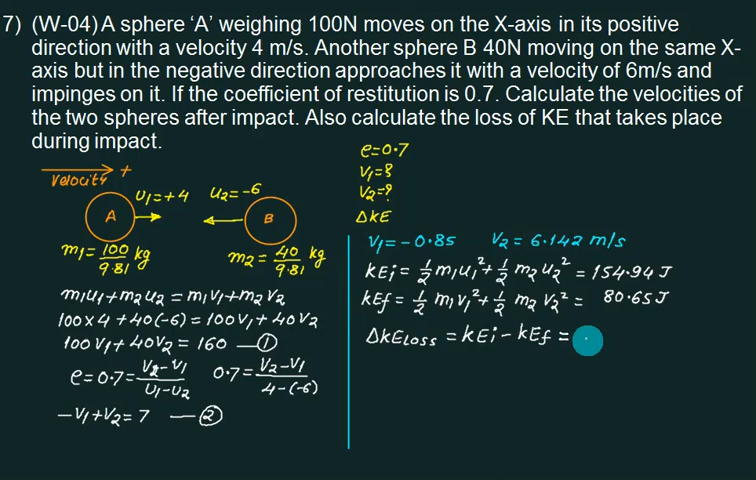 7) (W-04) A sphere ‘A’ weighing 100N moves on the X-axis in its positive
direction with a velocity 4 m/s. Another sphere B 40N moving on the same X-
axis but in the negative direction approaches it with a velocity of 6m/s and
impinges on it. If the coefficient of restitution is 0.7. Calculate the velocities of
the two spheres after impact. Also calculate the loss of KE that takes place
during impact.
Velocity +
u1=+4 u2=-6
A B
m1=100/9.81 kg m2=40/9.81 kg
m1u1+m2u2=m1v1+m2v2
100×4+40(-6)=100v1+40v2
100v1+40v2=160 —①
e=0.7=(v2-v1)/(u1-u2) 0.7=(v2-v1)/(4-(-6))
-v1+v2=7 —②
e=0.7
v1=?
v2=?
ΔKE
v1=-0.85 v2=6.142 m/s
KEi=½m1u1²+½m2u2²=154.94J
KEf=½m1v1²+½m2v2²=80.65J
ΔKELOSS=KEi-KEf=